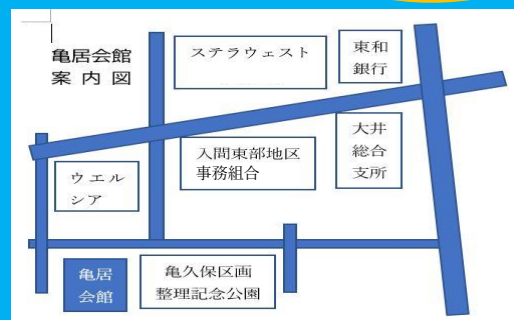 亀居会館
案内図
ステラウェスト
東和
銀行
入間東部地区
事務組合
大井
総合
支所
ウエル
シア
亀居
会館
亀久保区画
整理記念公園